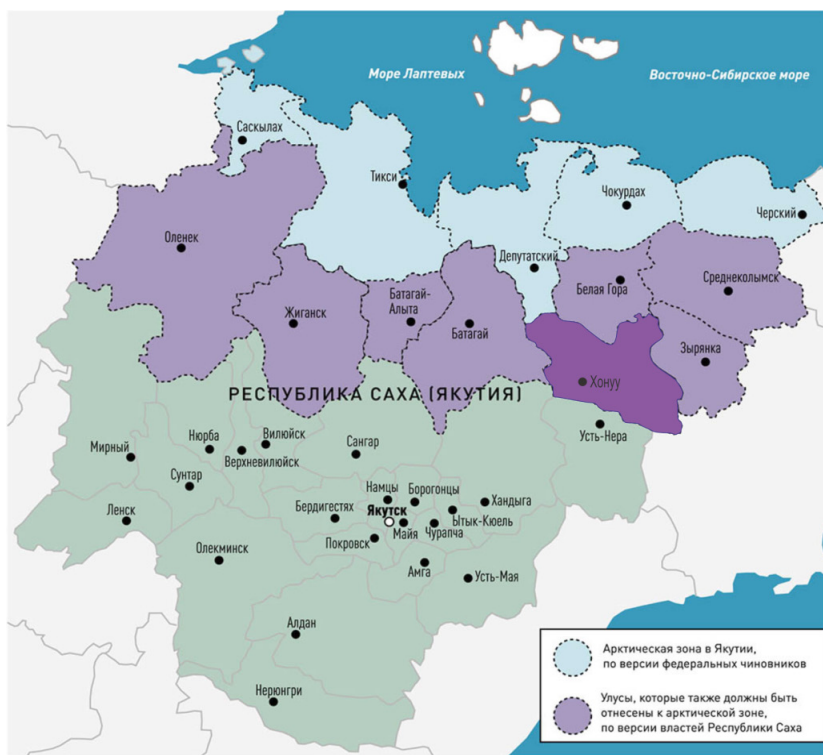 Море Лаптевых
Восточно-Сибирское море
Саскылах
Тикси
Чокурдах
Черский
Оленек
Депутатский
Белая Гора
Среднеколымск
Жиганск
Батагай-
Алыта
Батагай
Зырянка
Хонуу
РЕСПУБЛИКА САХА (ЯКУТИЯ)
Усть-Нера
Нюрба
Вилюйск
Мирный
Верхневилюйск
Сангар
Сунтар
Намцы
Борогонцы
Хандыга
Бердигестях
Якутск
Ытык-Кюель
Ленск
Майя
Чурапча
Покровск
Олекминск
Амга
Усть-Мая
Алдан
Нерюнгри
Арктическая зона в Якутии,
по версии федеральных чиновников
Улусы, которые также должны быть
отнесены к арктической зоне,
по версии властей Республики Саха